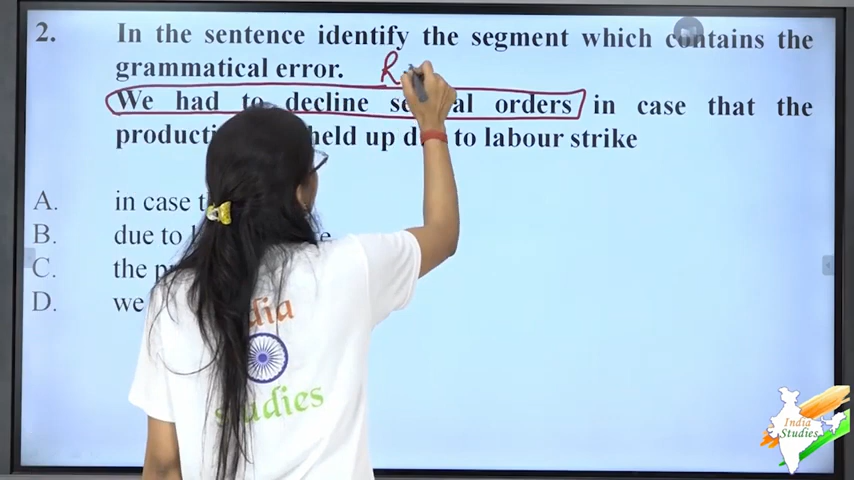 2. In the sentence identify the segment which contains the
grammatical error. R
We had to decline orders in case that the
held up to labour strike
A. in case
B. due to
C. the
D. we
India
studies
India
Studies